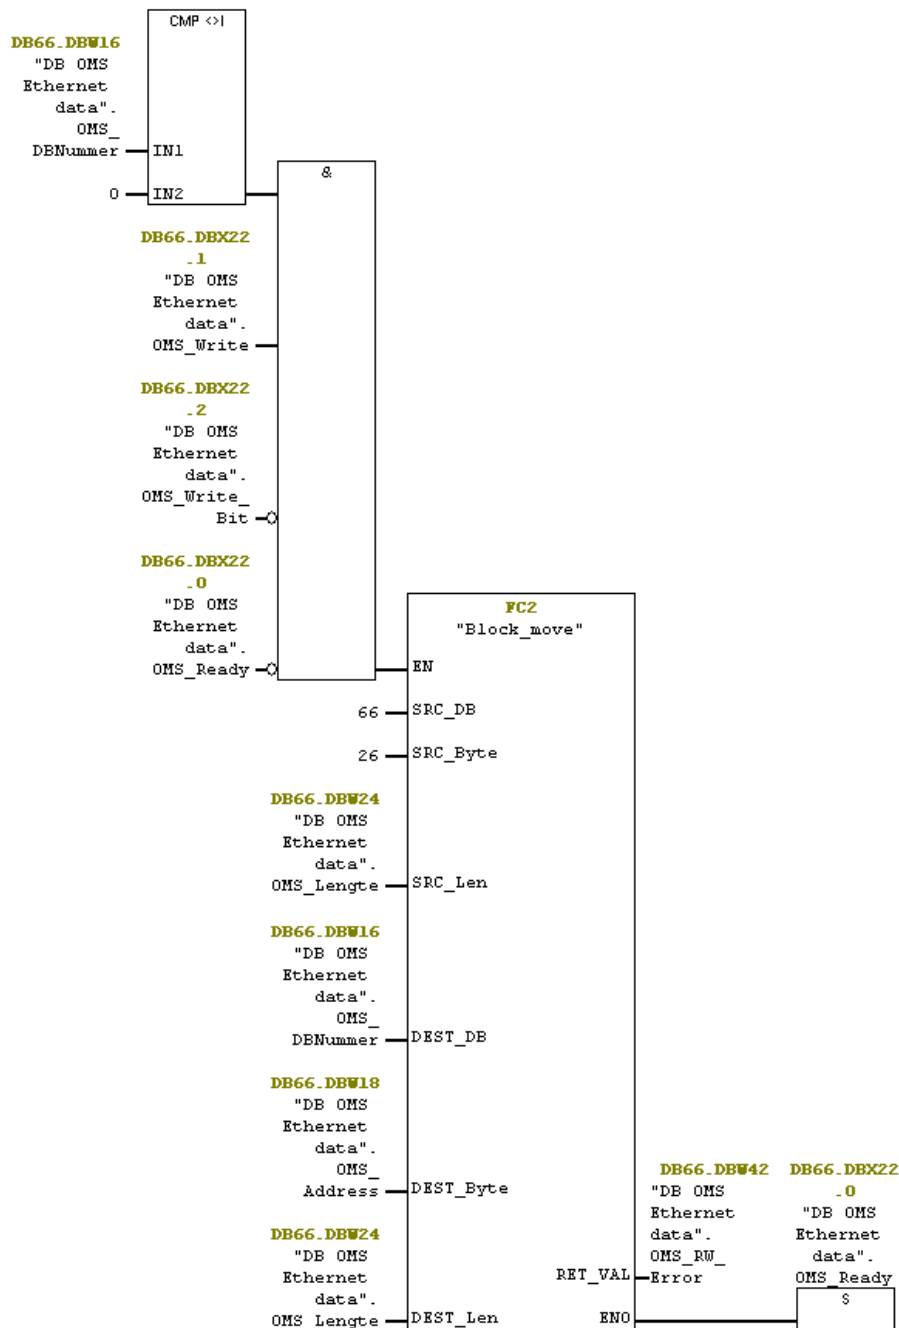 CMP <>I
DB66.DBW16
"DB OMS
Ethernet
data".
OMS_
DBNummer
IN1
0
IN2
&
DB66.DBX22
.1
"DB OMS
Ethernet
data".
OMS_Write
DB66.DBX22
.2
"DB OMS
Ethernet
data".
OMS_Write_
Bit
DB66.DBX22
.0
"DB OMS
Ethernet
data".
OMS_Ready
FC2
"Block_move"
EN
66
SRC_DB
26
SRC_Byte
DB66.DBW24
"DB OMS
Ethernet
data".
OMS_Lengte
SRC_Len
DB66.DBW16
"DB OMS
Ethernet
data".
OMS_
DBNummer
DEST_DB
DB66.DBW18
"DB OMS
Ethernet
data".
OMS_
Address
DEST_Byte
DB66.DBW24
"DB OMS
Ethernet
data".
OMS_Lengte
DEST_Len
DB66.DBW42
"DB OMS
Ethernet
data".
OMS_RW_
Error
RET_VAL
ENO
DB66.DBX22
.0
"DB OMS
Ethernet
data".
OMS_Ready
S